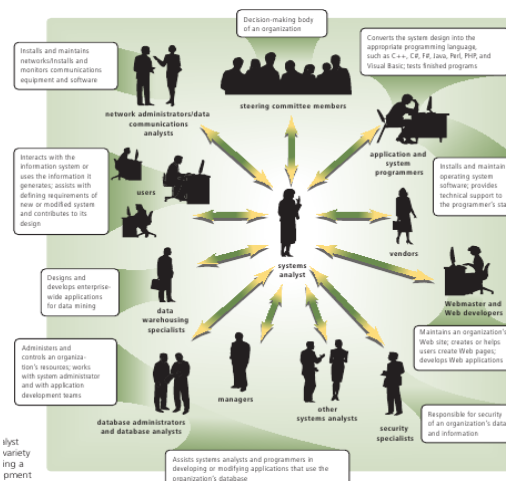 Decision-making body
of an organization
Installs and maintains
networks/Installs and
monitors communications
equipment and software
Converts the system design into the
appropriate programming language,
such as C++, C#, F#, Java, Perl, PHP, and
Visual Basic; tests finished programs
steering committee members
network administrators/data
communications
analysts
application and
system
programmers
Interacts with the
information system or
uses the information it
generates; assists with
defining requirements of
new or modified system
and contributes to its
design
users
Installs and maintain
operating system
software; provides
technical support to
the programmer's sta
vendors
systems
analyst
Designs and
develops enterprise-
wide applications
for data mining
data
warehousing
specialists
Webmaster and
Web developers
Maintains an organization's
Web site; creates or helps
users create Web pages;
develops Web applications
Administers and
controls an organiza-
tion's resources; works
with system administrator
and with application
development teams
managers
other
systems analysts
database administrators
and database analysts
security
specialists
Responsible for security
of an organization's data
and information
alyst
variety
ing a
pment
Assists systems analysts and programmers in
developing or modifying applications that use the
organization's database